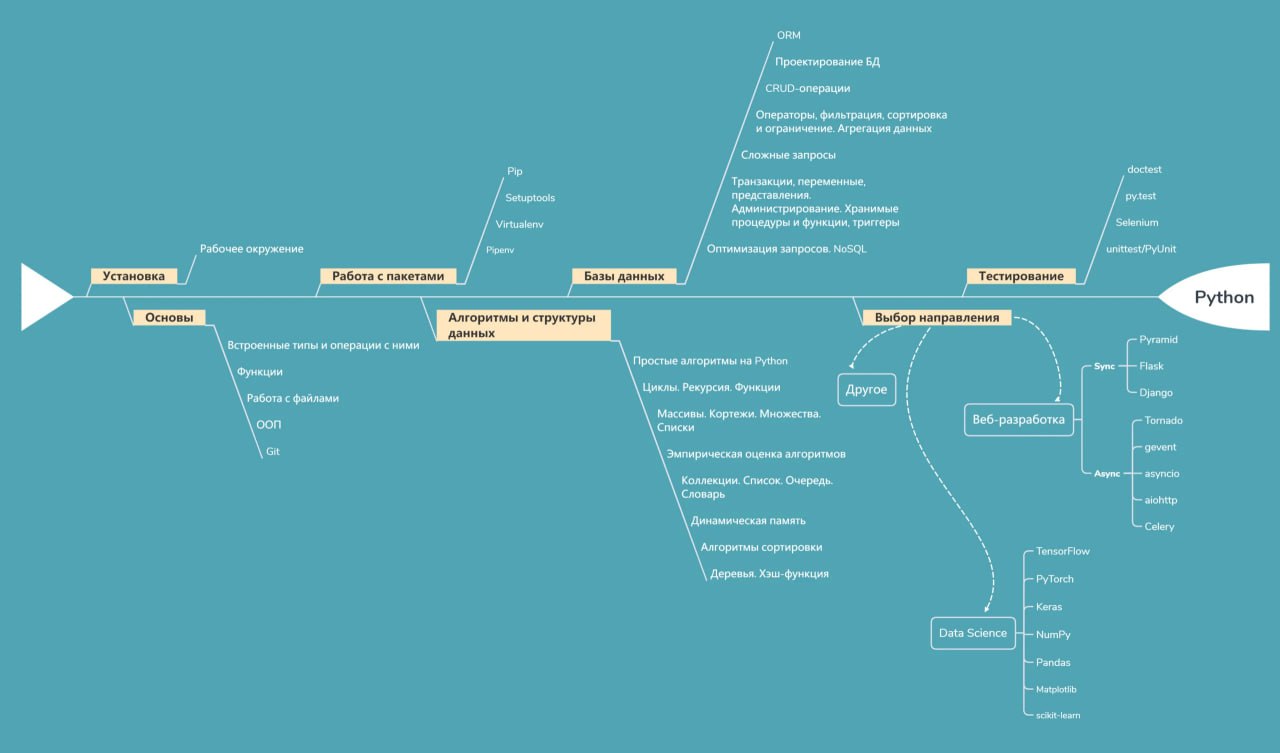 Установка
Рабочее окружение
Основы
Встроенные типы и операции с ними
Функции
Работа с файлами
ООП
Git
Работа с пакетами
Pip
Setuptools
Virtualenv
Pipenv
Алгоритмы и структуры
данных
Простые алгоритмы на Python
Циклы. Рекурсия. Функции
Массивы. Кортежи. Множества.
Списки
Эмпирическая оценка алгоритмов
Коллекции. Список. Очередь.
Словарь
Динамическая память
Алгоритмы сортировки
Деревья. Хэш-функция
Базы данных
ORM
Проектирование БД
CRUD-операции
Операторы, фильтрация, сортировка
и ограничение. Агрегация данных
Сложные запросы
Транзакции, переменные,
представления.
Администрирование. Хранимые
процедуры и функции, триггеры
Оптимизация запросов. NoSQL
Выбор направления
Другое
Data Science
TensorFlow
PyTorch
Keras
NumPy
Pandas
Matplotlib
scikit-learn
Веб-разработка
Sync
Pyramid
Flask
Django
Async
Tornado
gevent
asyncio
aiohttp
Celery
Тестирование
doctest
py.test
Selenium
unittest/PyUnit
Python